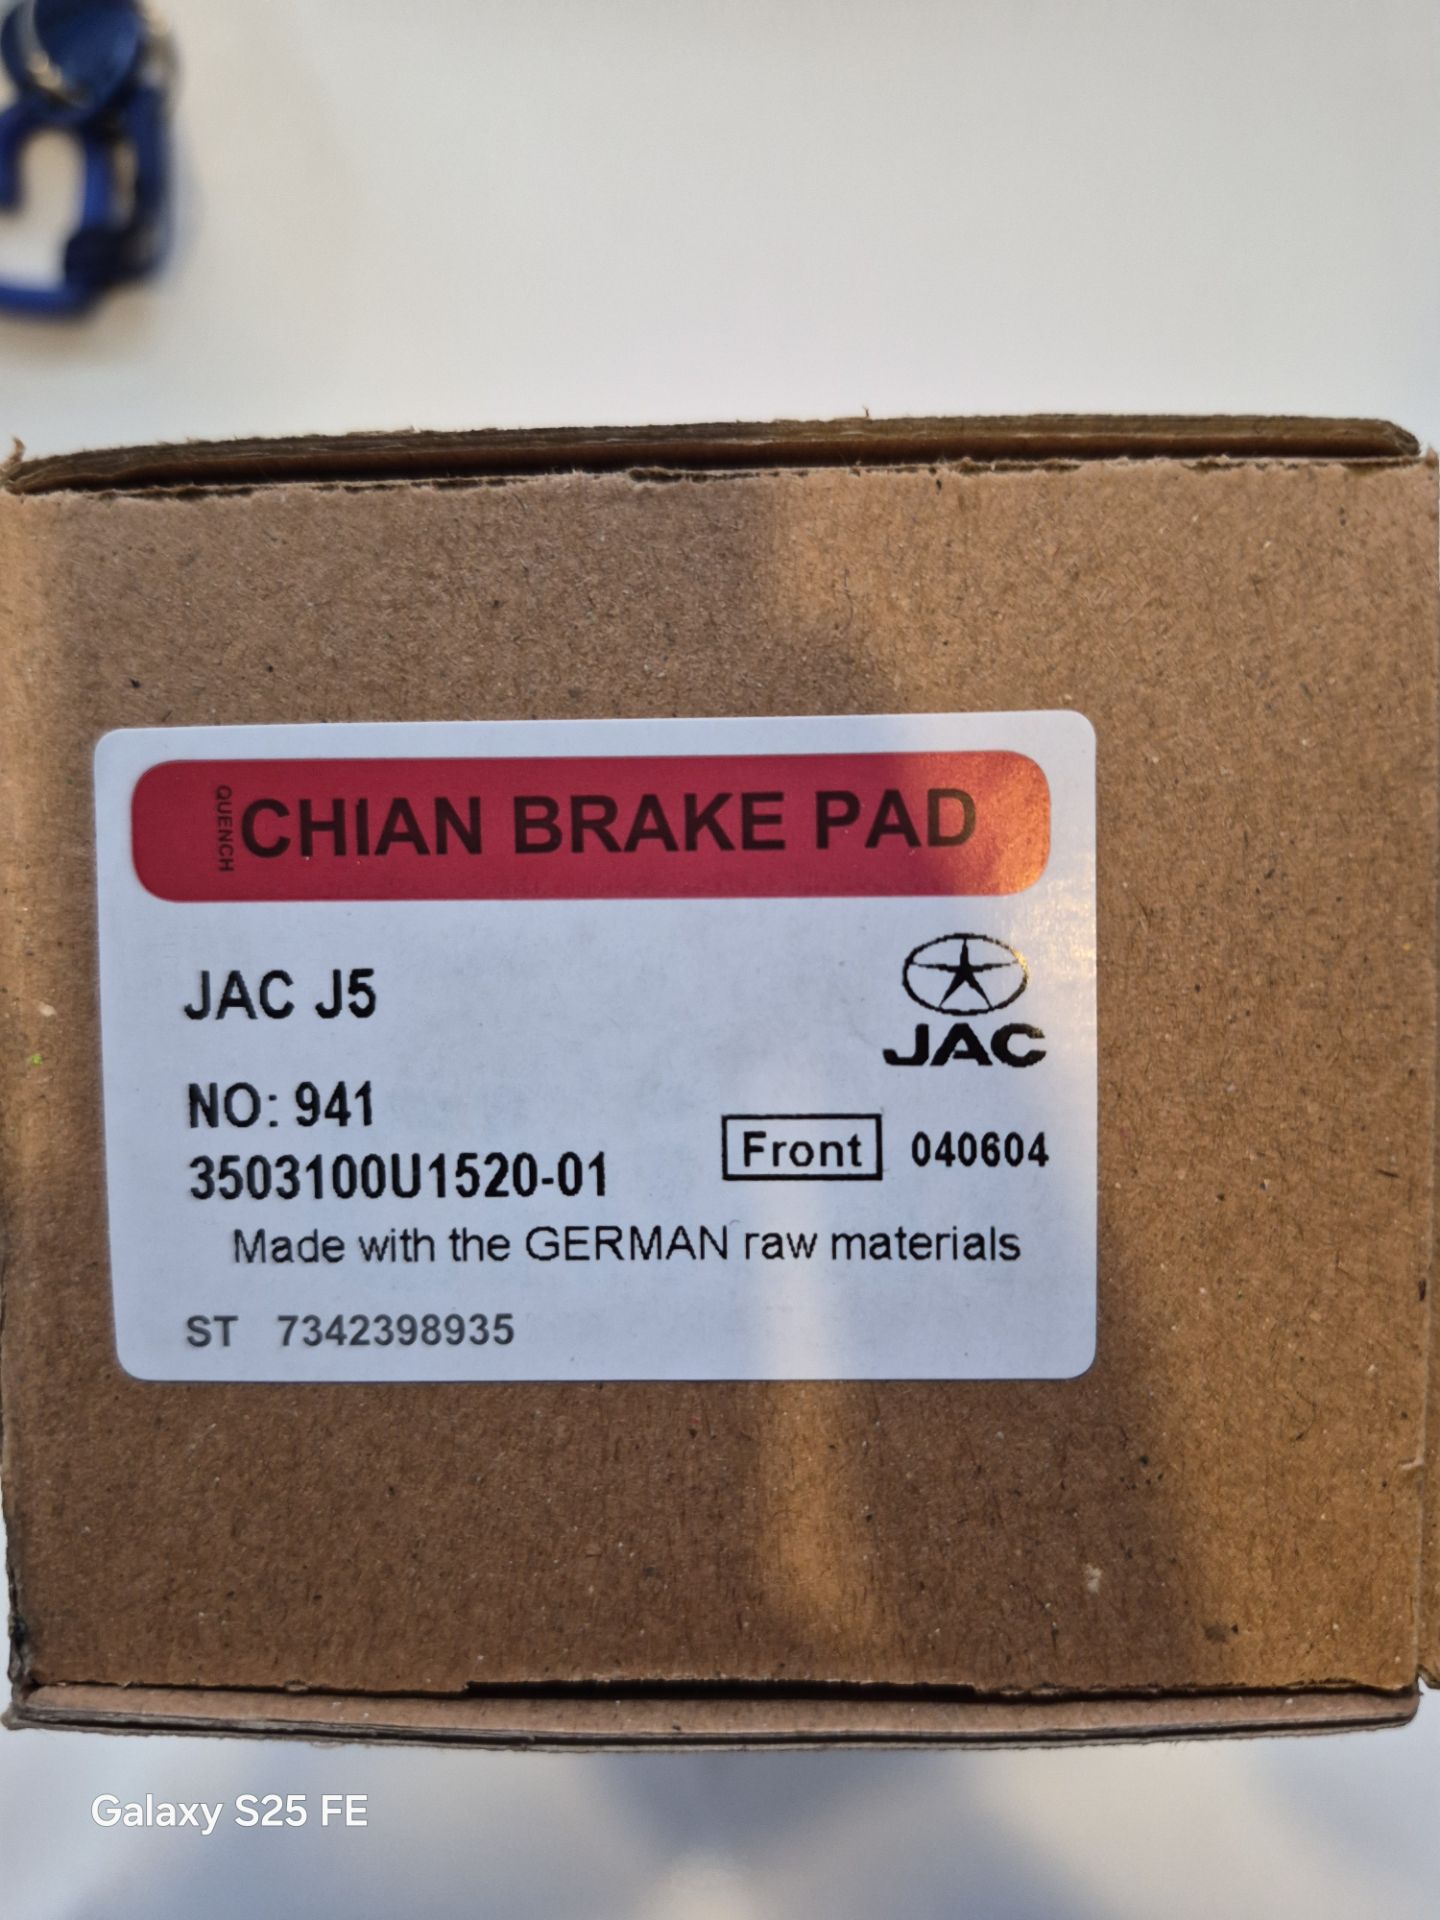 QUENCH
CHIAN BRAKE PAD
JAC J5
JAC
NO: 941
3503100U1520-01
Front 040604
Made with the GERMAN raw materials
ST 7342398935
Galaxy S25 FE